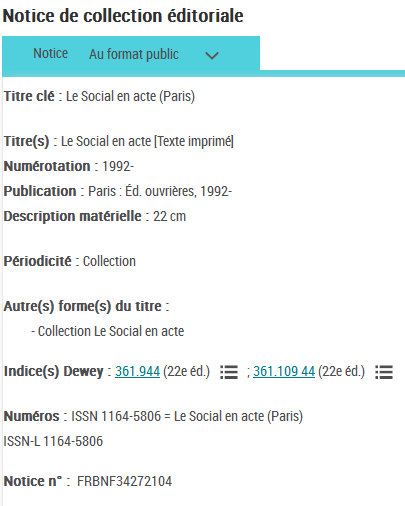 Notice de collection éditoriale
Notice Au format public
Titre clé : Le Social en acte (Paris)
Titre(s) : Le Social en acte [Texte imprimé]
Numérotation : 1992-
Publication : Paris : Éd. ouvrières, 1992-
Description matérielle : 22 cm
Périodicité : Collection
Autre(s) forme(s) du titre :
- Collection Le Social en acte
Indice(s) Dewey : 361.944 (22e éd.) ; 361.109 44 (22e éd.)
Numéros : ISSN 1164-5806 = Le Social en acte (Paris)
ISSN-L 1164-5806
Notice n° : FRBNF34272104